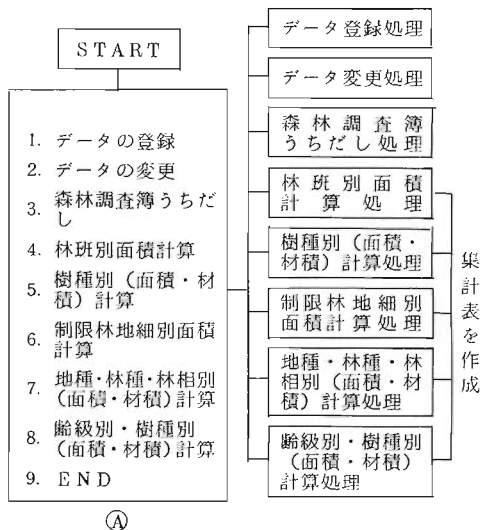 START
1. データの登録
2. データの変更
3. 森林調査簿うちだ
し
4. 林班別面積計算
5. 樹種別（面積・材
積）計算
6. 制限林地細別面積
計算
7. 地種・林種・林相別
（面積・材積）計算
8. 齢級別・樹種別
（面積・材積）計算
9. END
Ⓐ
データ登録処理
データ変更処理
森林調査簿
うちだし処理
林班別面積
計算処理
樹種別（面積・
材積）計算処理
制限林地細別
面積計算処理
地種・林種・林
相別（面積・材
積）計算処理
齢級別・樹種別
（面積・材積）
計算処理
集計表を作成